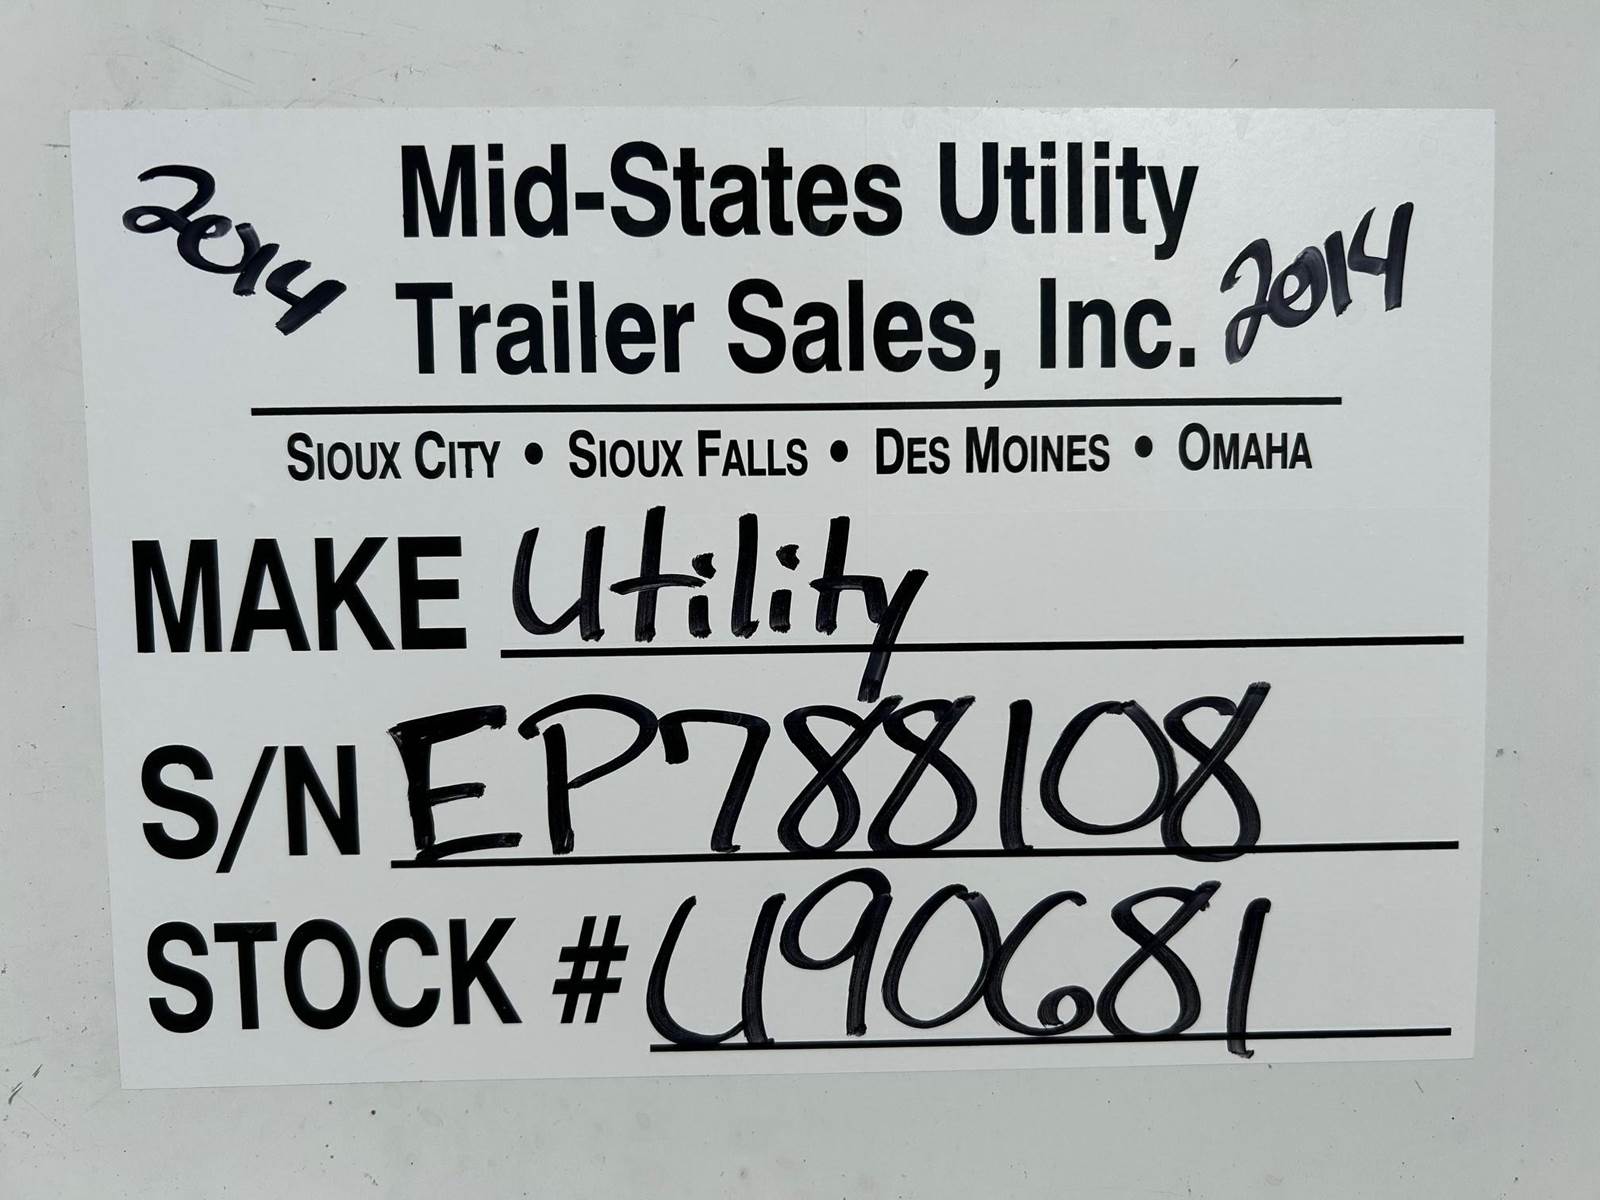 2014
Mid-States Utility
Trailer Sales, Inc.
2014
SIOUX CITY • SIOUX FALLS • DES MOINES • OMAHA
MAKE Utility
S/N EP788108
STOCK # U90681